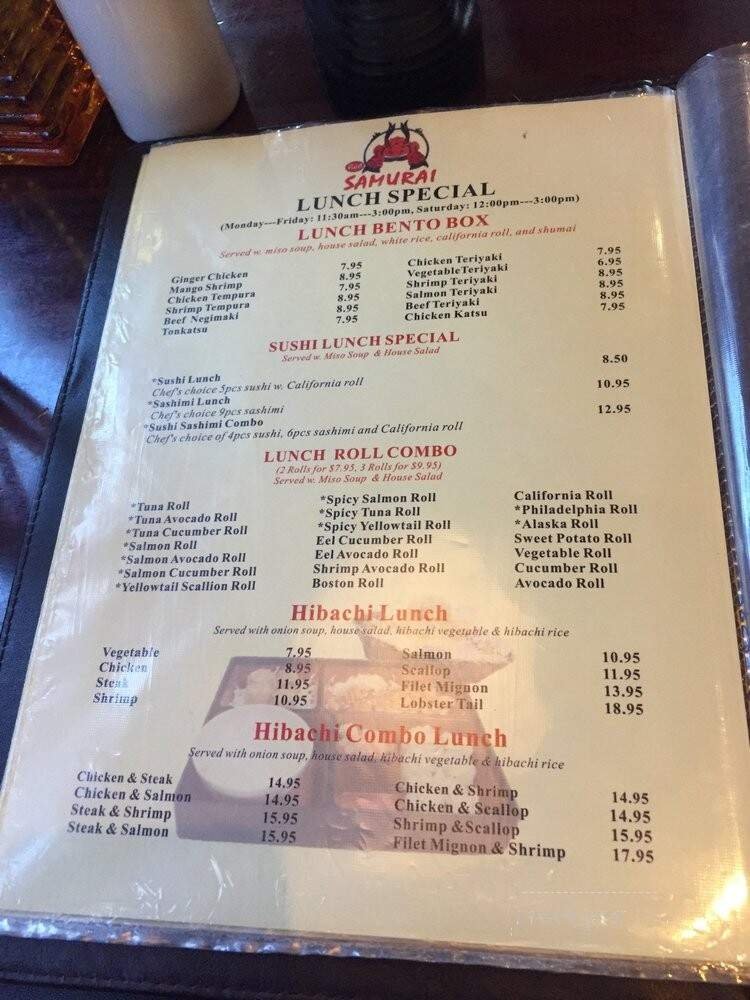 SAMURAI
LUNCH SPECIAL
(Monday---Friday: 11:30am---3:00pm, Saturday: 12:00pm---3:00pm)
LUNCH BENTO BOX
Served w. miso soup, house salad, white rice, california roll, and shumai
Ginger Chicken 7.95 Chicken Teriyaki 7.95
Mango Shrimp 8.95 VegetableTeriyaki 6.95
Chicken Tempura 7.95 Shrimp Teriyaki 8.95
Shrimp Tempura 8.95 Salmon Teriyaki 8.95
Beef Negimaki 8.95 Beef Teriyaki 8.95
Tonkatsu 7.95 Chicken Katsu 7.95
SUSHI LUNCH SPECIAL
Served w. Miso Soup & House Salad
*Sushi Lunch 8.50
Chef's choice 5pcs sushi w. California roll
*Sashimi Lunch 10.95
Chef's choice 9pcs sashimi
*Sushi Sashimi Combo 12.95
Chef's choice of 4pcs sushi, 6pcs sashimi and California roll
LUNCH ROLL COMBO
(2 Rolls for $7.95, 3 Rolls for $9.95)
Served w. Miso Soup & House Salad
*Tuna Roll *Spicy Salmon Roll California Roll
*Tuna Avocado Roll *Spicy Tuna Roll *Philadelphia Roll
*Tuna Cucumber Roll *Spicy Yellowtail Roll *Alaska Roll
*Salmon Roll Eel Cucumber Roll Sweet Potato Roll
*Salmon Avocado Roll Eel Avocado Roll Vegetable Roll
*Salmon Cucumber Roll Shrimp Avocado Roll Cucumber Roll
*Yellowtail Scallion Roll Boston Roll Avocado Roll
Hibachi Lunch
Served with onion soup, house salad, hibachi vegetable & hibachi rice
Vegetable 7.95 Salmon 10.95
Chicken 8.95 Scallop 11.95
Steak 11.95 Filet Mignon 13.95
Shrimp 10.95 Lobster Tail 18.95
Hibachi Combo Lunch
Served with onion soup, house salad, hibachi vegetable & hibachi rice
Chicken & Steak 14.95 Chicken & Shrimp 14.95
Chicken & Salmon 14.95 Chicken & Scallop 14.95
Steak & Shrimp 15.95 Shrimp &Scallop 15.95
Steak & Salmon 15.95 Filet Mignon & Shrimp 17.95